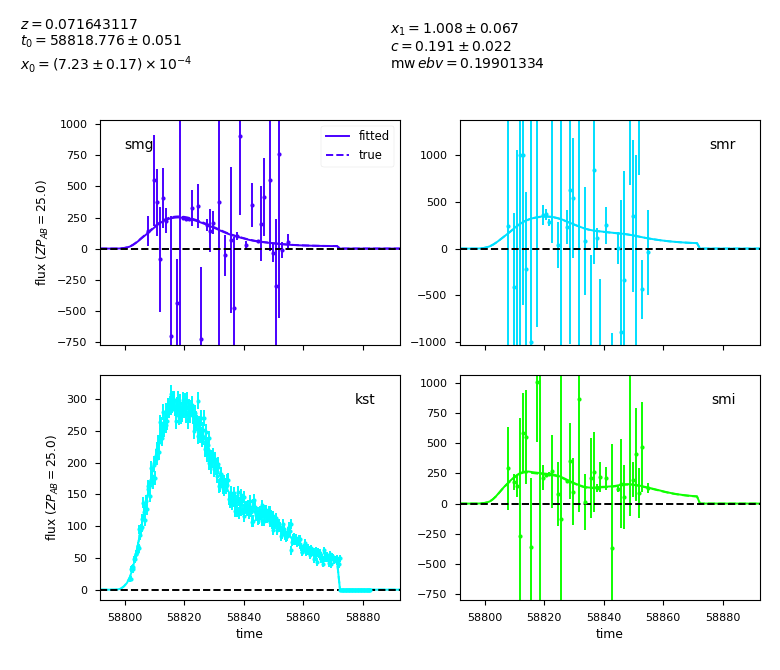 z = 0.071643117
t₀ = 58818.776 ± 0.051
x₀ = (7.23 ± 0.17) × 10⁻⁴
x₁ = 1.008 ± 0.067
c = 0.191 ± 0.022
mw ebv = 0.19901334
smg
fitted
true
1000
750
500
250
0
−250
−500
−750
flux (ZP_AB = 25.0)
smr
1000
500
0
−500
−1000
kst
300
250
200
150
100
50
0
flux (ZP_AB = 25.0)
58800 58820 58840 58860 58880
time
smi
1000
750
500
250
0
−250
−500
−750
58800 58820 58840 58860 58880
time